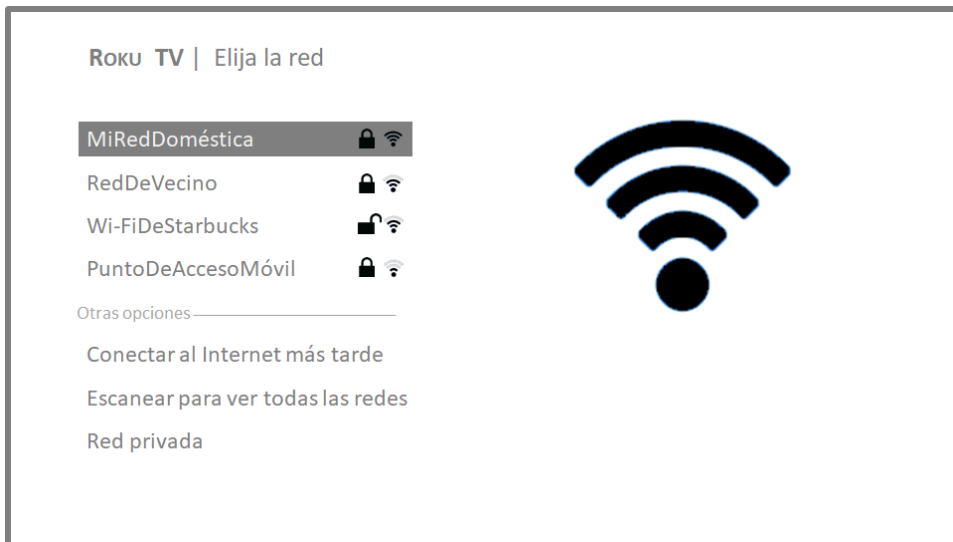 ROKU TV | Elija la red
MiRedDoméstica
RedDeVecino
Wi-FiDeStarbucks
PuntoDeAccesoMóvil
Otras opciones
Conectar al Internet más tarde
Escanear para ver todas las redes
Red privada